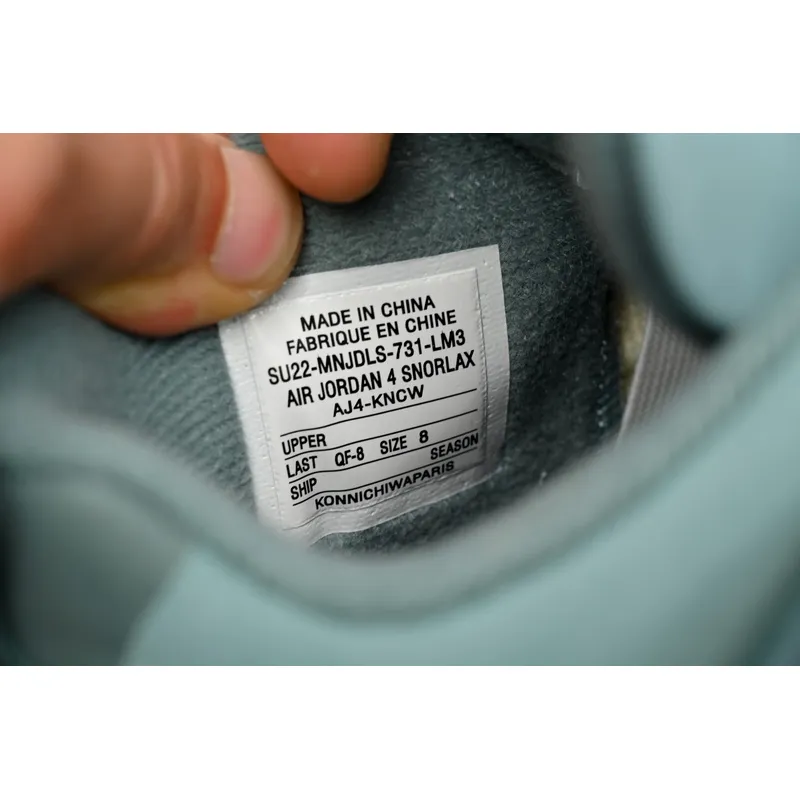 MADE IN CHINA
FABRIQUE EN CHINE
SU22-MNJDLS-731-LM3
AIR JORDAN 4 SNORLAX
AJ4-KNCW
UPPER
LAST QF-8 SIZE 8
SHIP SEASON
KONNICHIWAPARIS